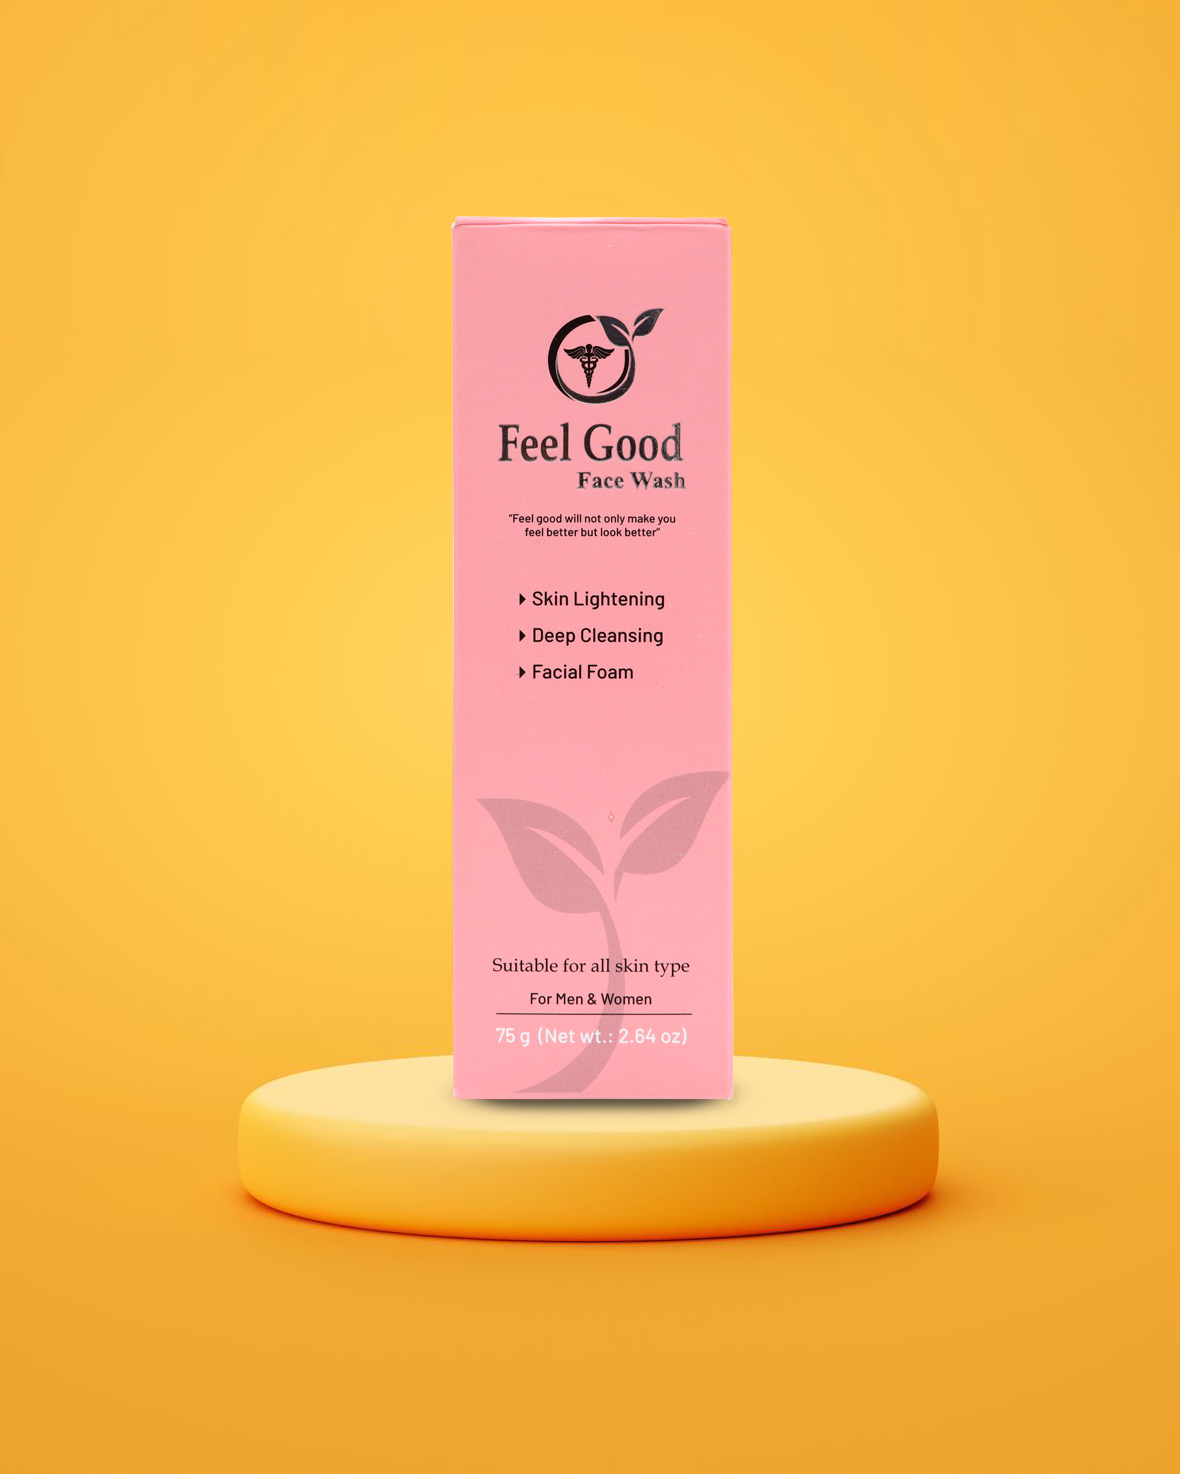 Feel Good
Face Wash
“Feel good will not only make you
feel better but look better”
Skin Lightening
Deep Cleansing
Facial Foam
Suitable for all skin type
For Men & Women
75 g (Net wt.: 2.64 oz)